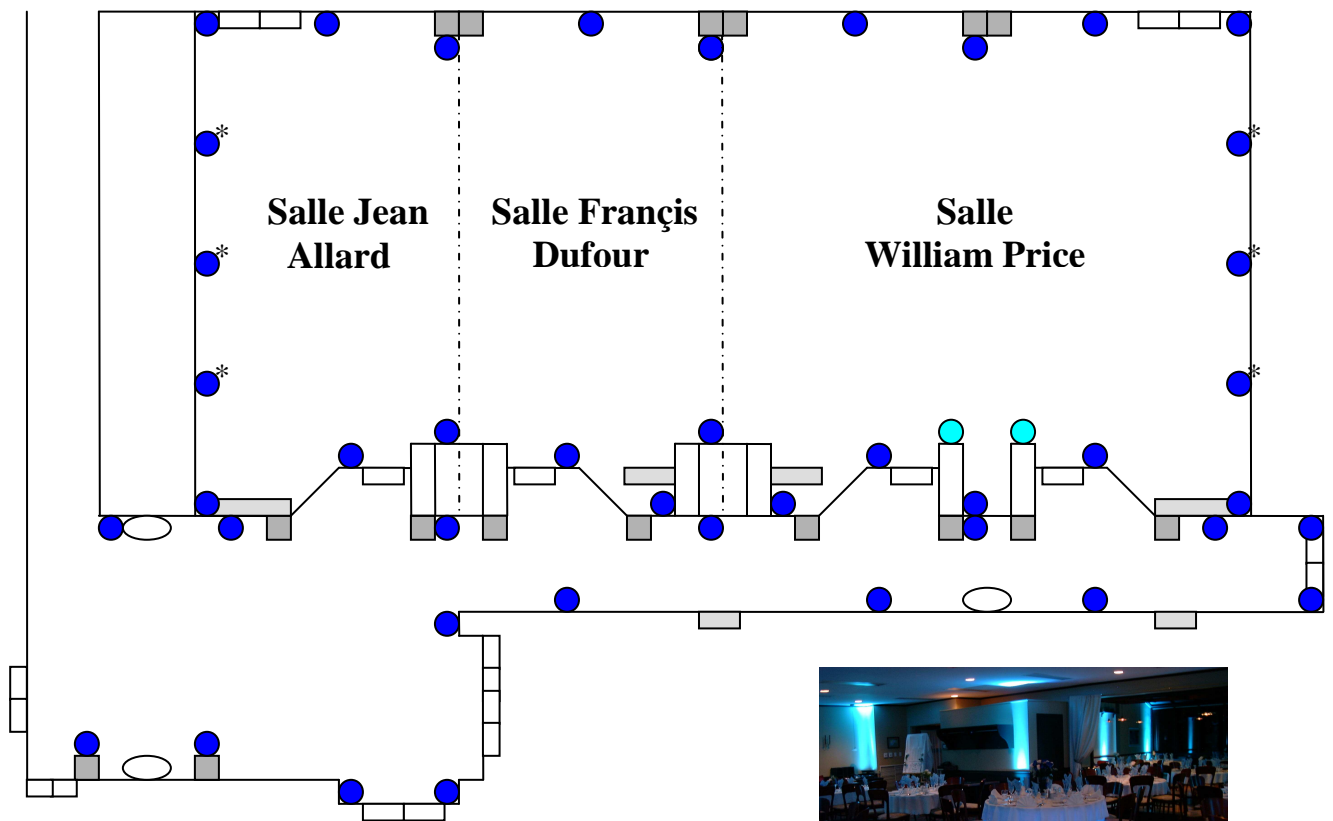 *
*
Salle Jean
Allard
Salle Françis
Dufour
Salle
William Price
*
*
*
*